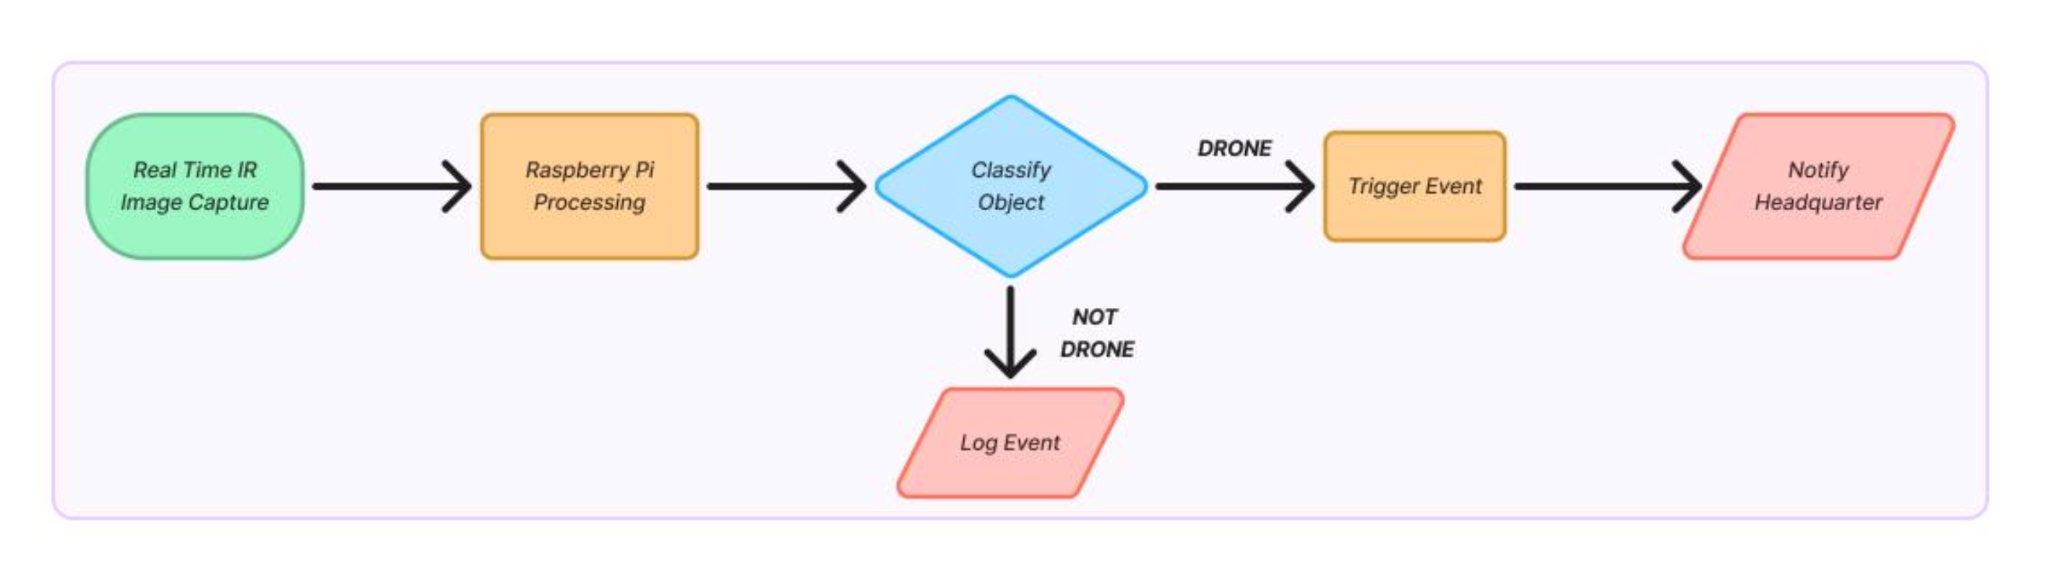 Real Time IR
Image Capture
Raspberry Pi
Processing
Classify
Object
DRONE
Trigger Event
Notify
Headquarter
NOT
DRONE
Log Event